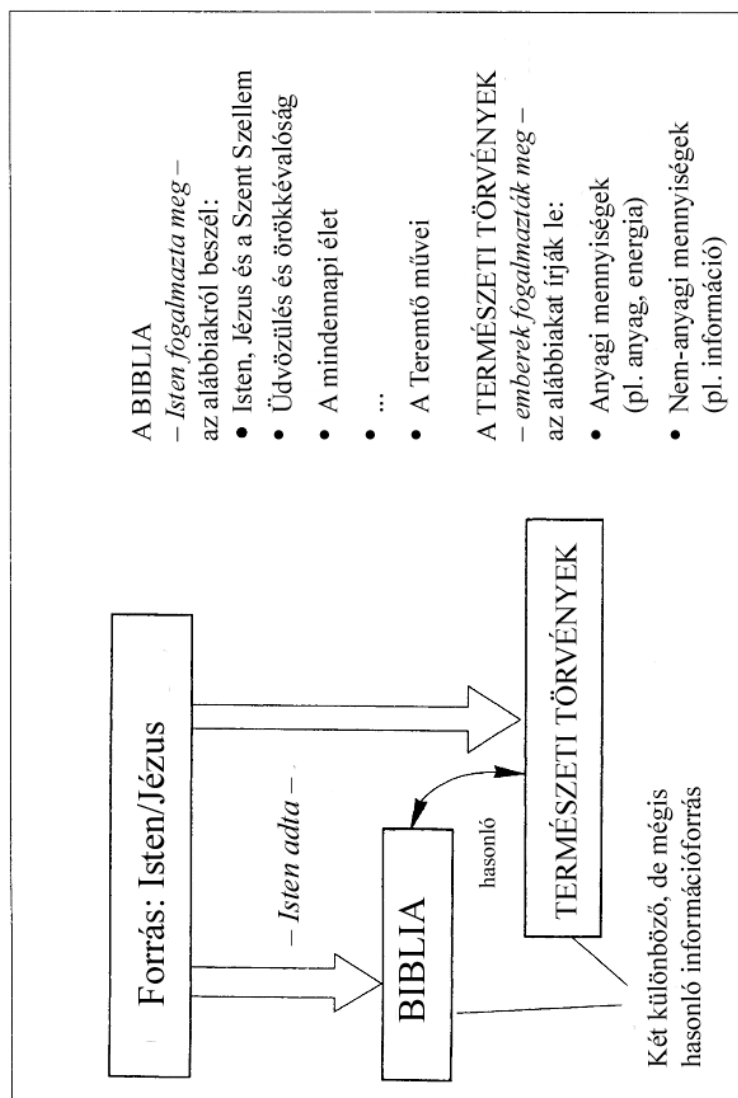 Forrás: Isten/Jézus
– Isten adta –
BIBLIA
hasonló
TERMÉSZETI TÖRVÉNYEK
Két különböző, de mégis
hasonló információforrás
A BIBLIA
– Isten fogalmazta meg –
az alábbiakról beszél:
• Isten, Jézus és a Szent Szellem
• Üdvözülés és örökkévalóság
• A mindennapi élet
• ...
• A Teremtő művei
A TERMÉSZETI TÖRVÉNYEK
– emberek fogalmazták meg –
az alábbiakat írják le:
• Anyagi mennyiségek
(pl. anyag, energia)
• Nem-anyagi mennyiségek
(pl. információ)